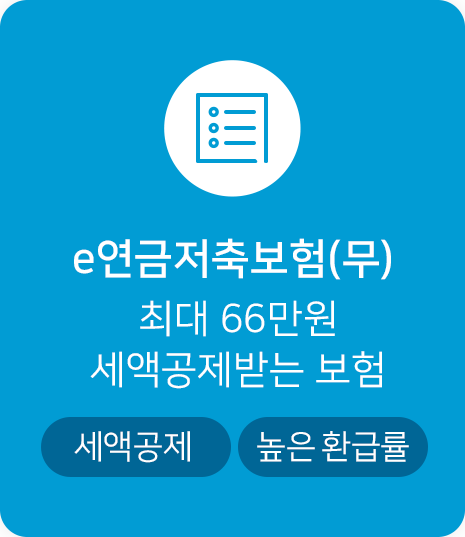 e연금저축보험(무)
최대 66만원
세액공제받는 보험
세액공제
높은 환급률